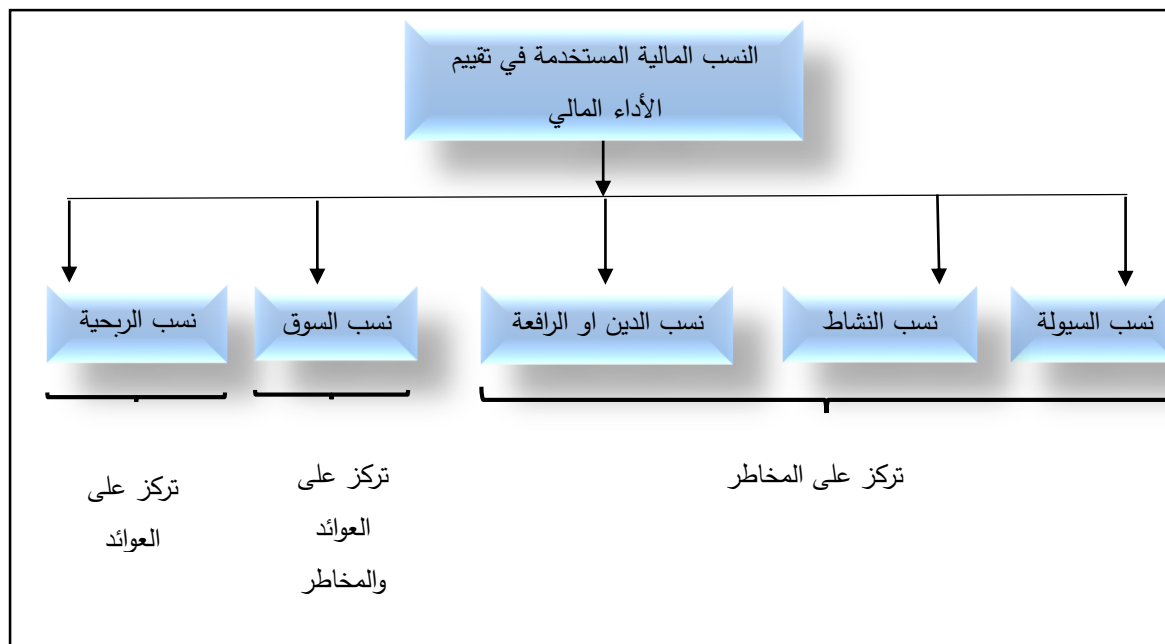 النسب المالية المستخدمة في تقييم
الأداء المالي
نسب السيولة
نسب النشاط
نسب الدين او الرافعة
نسب السوق
نسب الربحية
تركز على المخاطر
تركز على
العوائد
والمخاطر
تركز على
العوائد